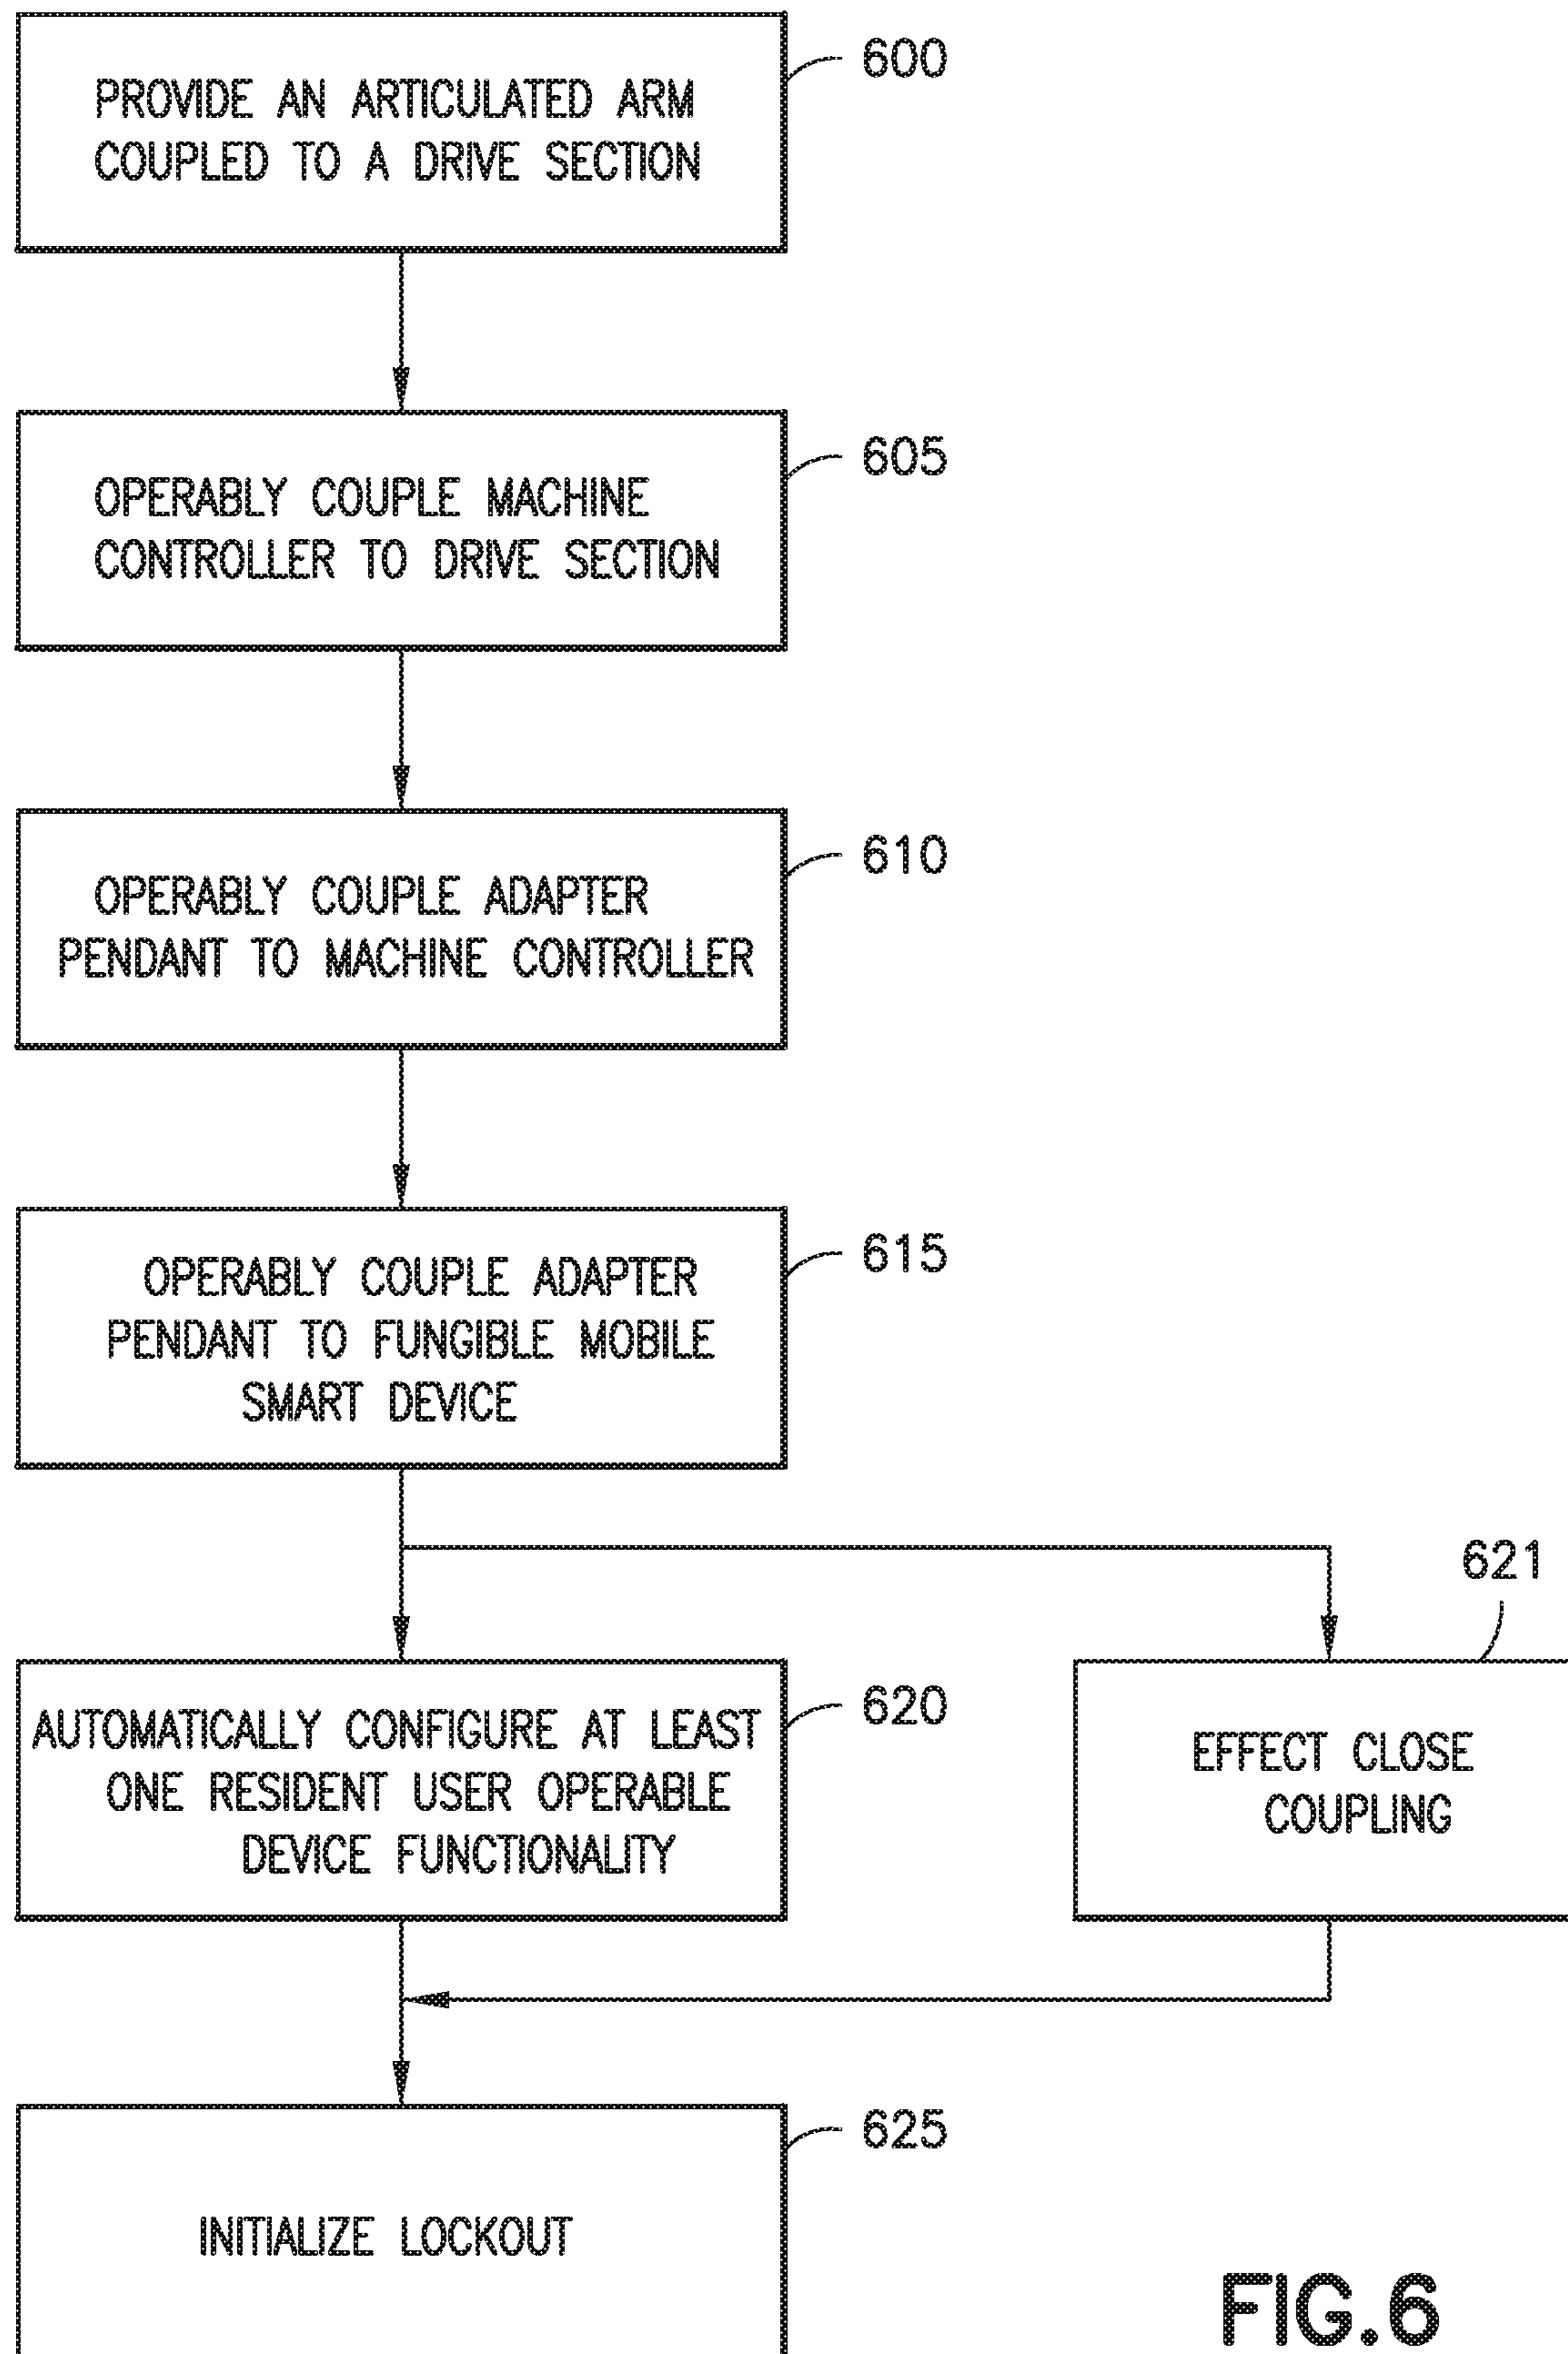 PROVIDE AN ARTICULATED ARM
COUPLED TO A DRIVE SECTION
600
OPERABLY COUPLE MACHINE
CONTROLLER TO DRIVE SECTION
605
OPERABLY COUPLE ADAPTER
PENDANT TO MACHINE CONTROLLER
610
OPERABLY COUPLE ADAPTER
PENDANT TO FUNGIBLE MOBILE
SMART DEVICE
615
AUTOMATICALLY CONFIGURE AT LEAST
ONE RESIDENT USER OPERABLE
DEVICE FUNCTIONALITY
620
621
EFFECT CLOSE
COUPLING
INITIALIZE LOCKOUT
625
FIG.6